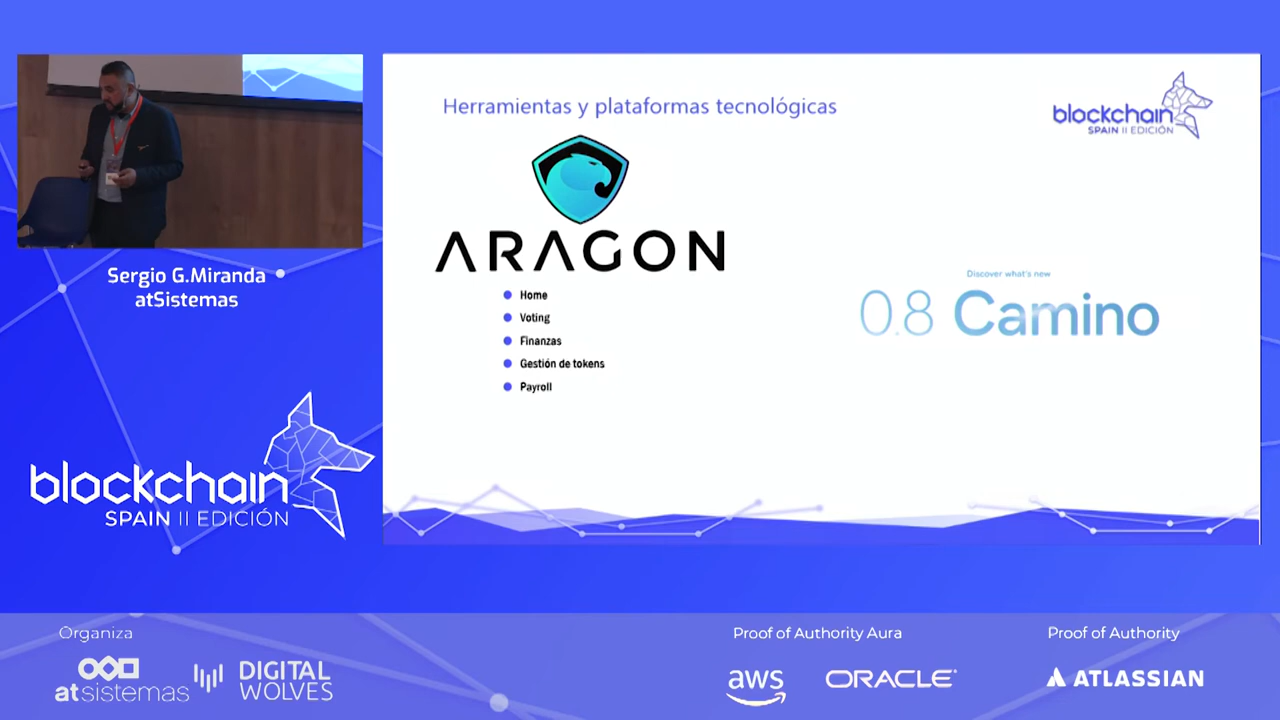 Sergio G.Miranda
atSistemas
blockchain
SPAIN II EDICIÓN
Herramientas y plataformas tecnológicas
blockchain
SPAIN II EDICIÓN
ARAGON
Home
Voting
Finanzas
Gestión de tokens
Payroll
Discover what's new
0.8 Camino
Organiza
atsistemas
DIGITAL
WOLVES
Proof of Authority Aura
aws
ORACLE
Proof of Authority
ATLASSIAN